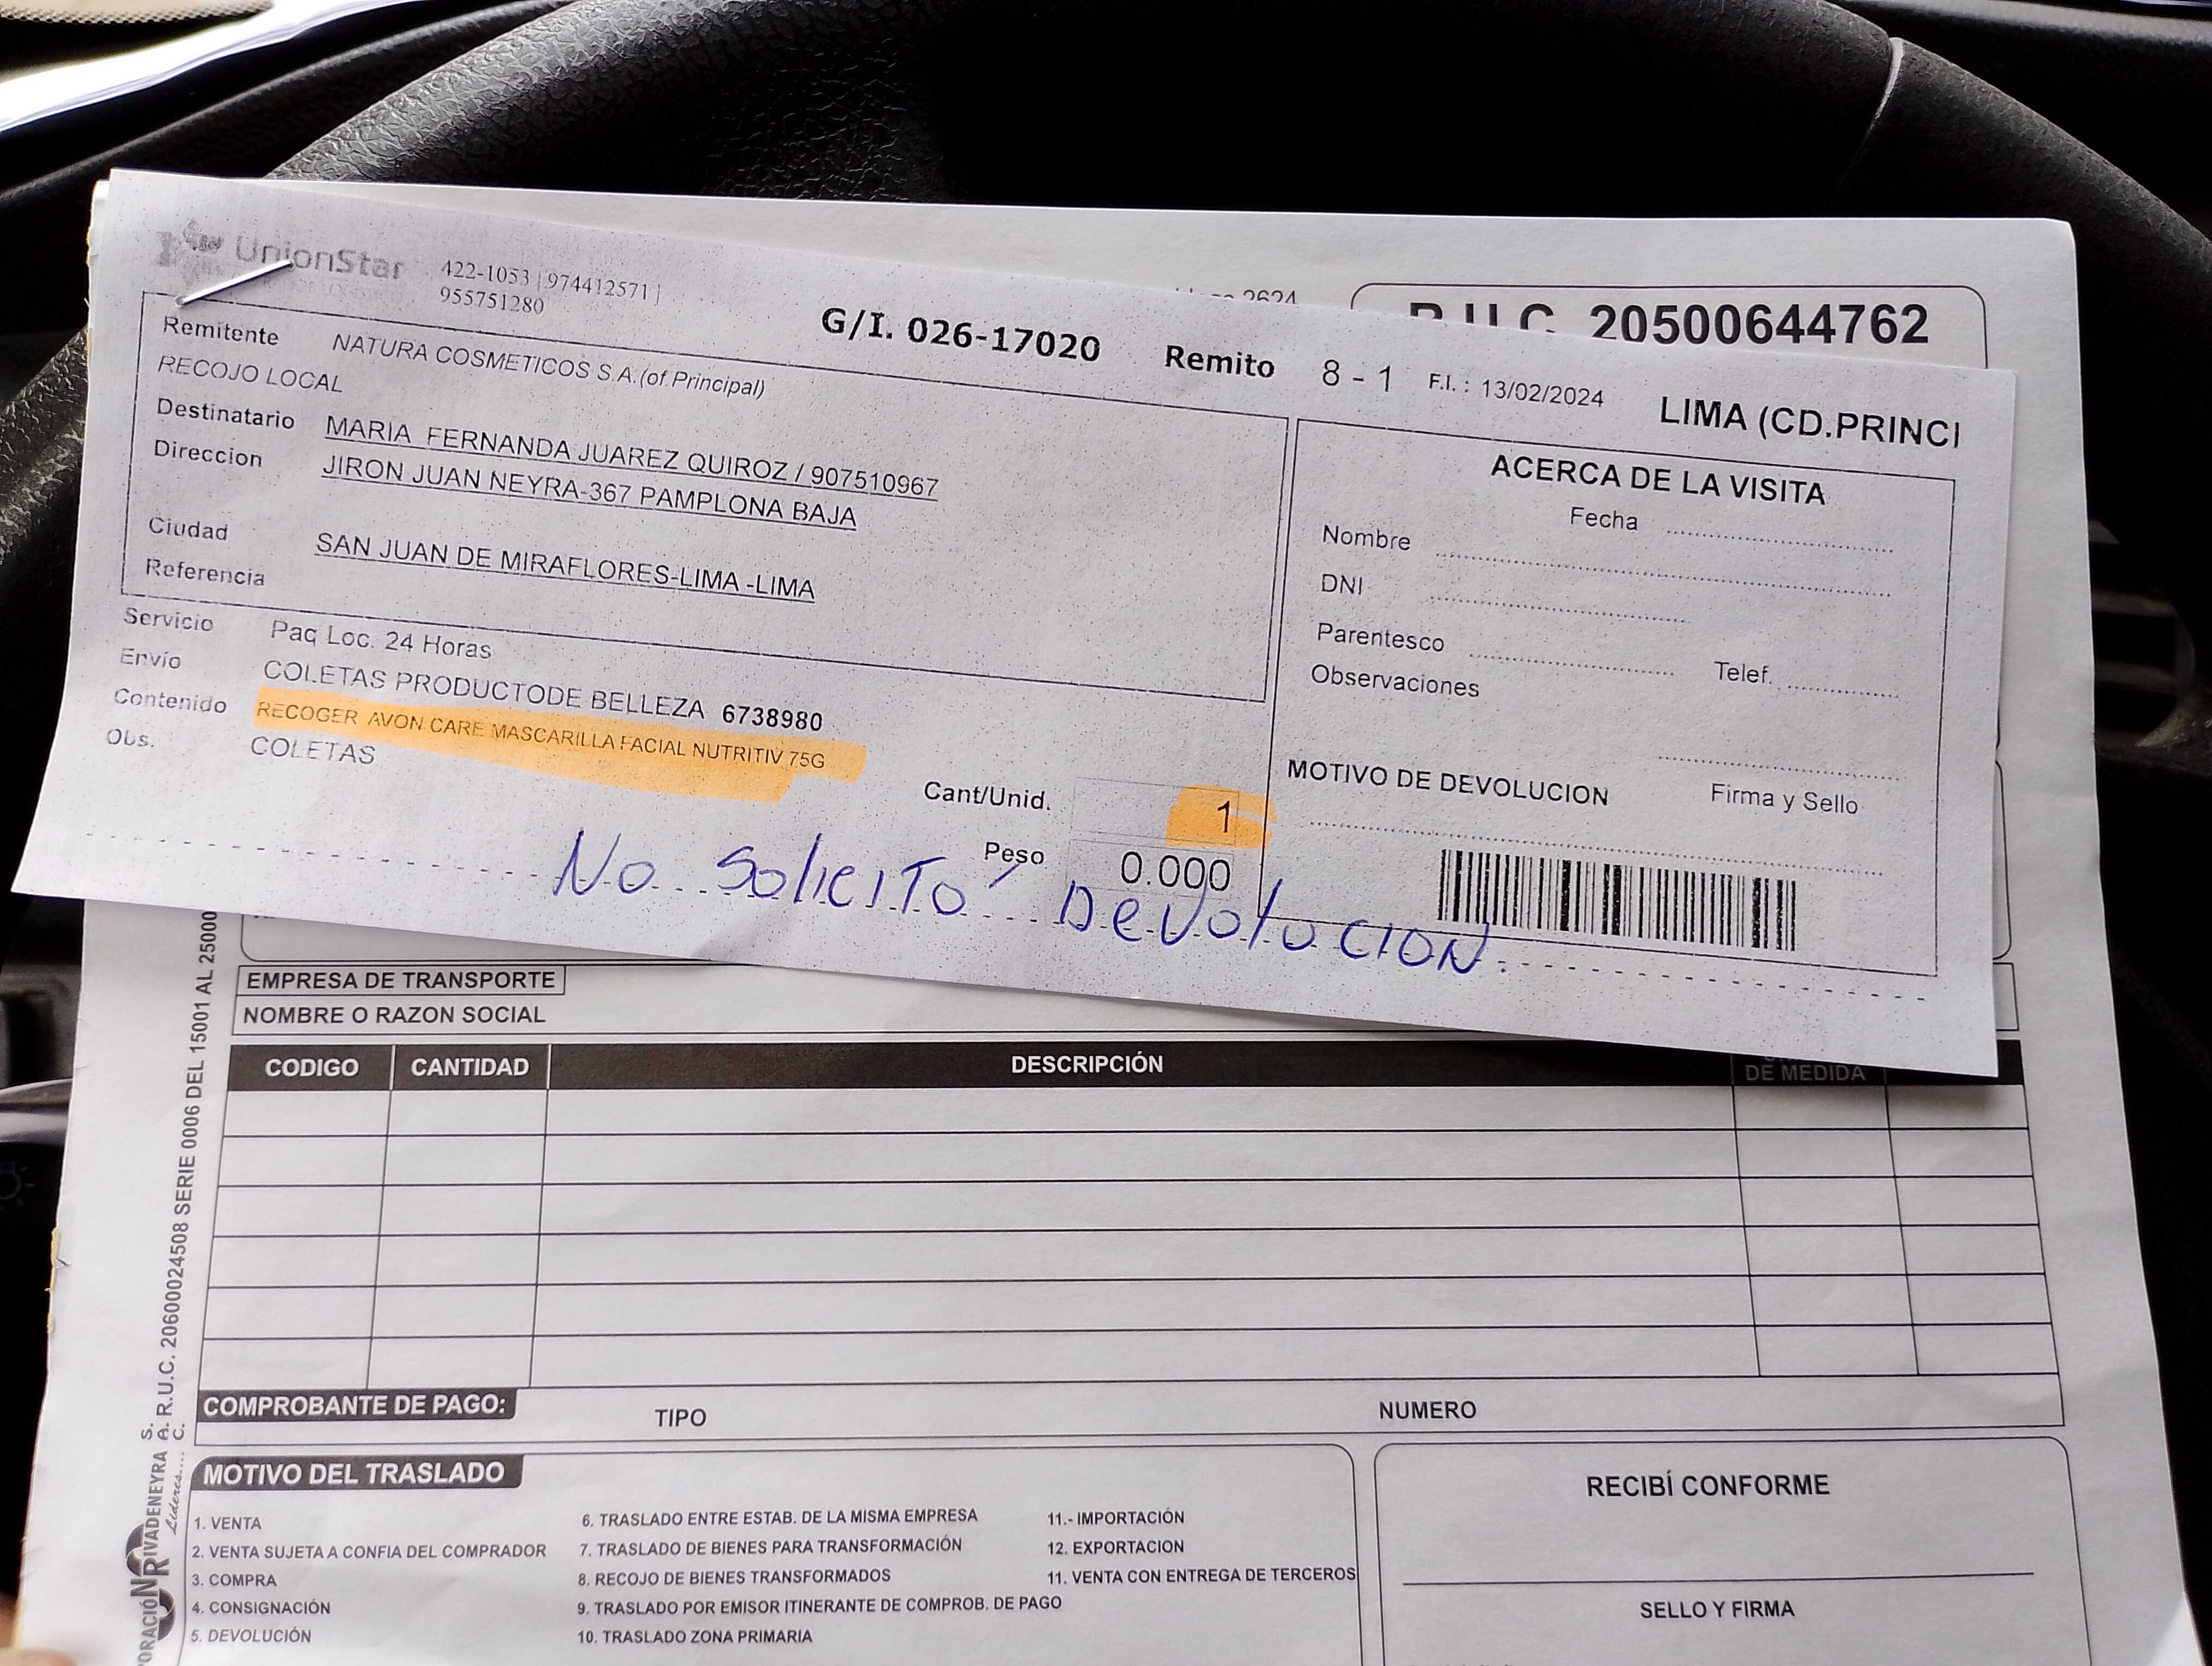 UnionStar
422-1053 | 974412571 |
955751280
G/I. 026-17020 Remito 8 - 1 F.I. : 13/02/2024 LIMA (CD.PRINCI
R.U.C. 20500644762
Remitente NATURA COSMETICOS S.A.(of.Principal)
RECOJO LOCAL
Destinatario MARIA FERNANDA JUAREZ QUIROZ / 907510967
Direccion JIRON JUAN NEYRA-367 PAMPLONA BAJA
Ciudad SAN JUAN DE MIRAFLORES-LIMA -LIMA
Referencia
Servicio Paq Loc. 24 Horas
Envío COLETAS PRODUCTODE BELLEZA 6738980
Contenido RECOGER AVON CARE MASCARILLA FACIAL NUTRITIV 75G
Obs. COLETAS
Cant/Unid. 1
Peso 0.000
ACERCA DE LA VISITA
Fecha
Nombre
DNI
Parentesco Telef.
Observaciones
MOTIVO DE DEVOLUCION Firma y Sello
No SolicITó DevolucION.
EMPRESA DE TRANSPORTE
NOMBRE O RAZON SOCIAL
CODIGO CANTIDAD DESCRIPCIÓN DE MEDIDA
COMPROBANTE DE PAGO: TIPO NUMERO
MOTIVO DEL TRASLADO
1. VENTA
2. VENTA SUJETA A CONFIA DEL COMPRADOR
3. COMPRA
4. CONSIGNACIÓN
5. DEVOLUCIÓN
6. TRASLADO ENTRE ESTAB. DE LA MISMA EMPRESA
7. TRASLADO DE BIENES PARA TRANSFORMACIÓN
8. RECOJO DE BIENES TRANSFORMADOS
9. TRASLADO POR EMISOR ITINERANTE DE COMPROB. DE PAGO
10. TRASLADO ZONA PRIMARIA
11.- IMPORTACIÓN
12. EXPORTACION
11. VENTA CON ENTREGA DE TERCEROS
RECIBÍ CONFORME
SELLO Y FIRMA
PORACIÓN RIVADENEYRA S. A. C. R.U.C. 20600024508 SERIE 0006 DEL 15001 AL 25000
Líderes....